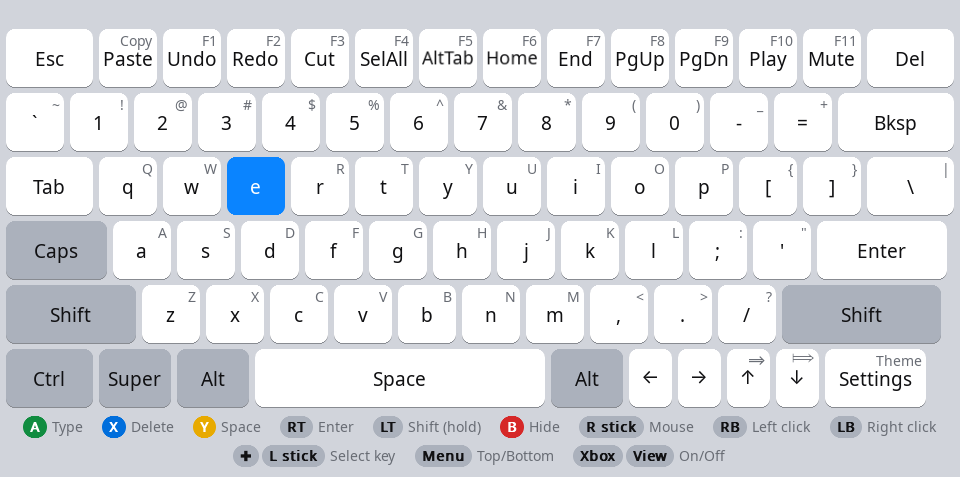 Esc Copy Paste F1 Undo F2 Redo F3 Cut F4 SelAll F5 AltTab F6 Home F7 End F8 PgUp F9 PgDn F10 Play F11 Mute Del
` ~ 1 ! 2 @ 3 # 4 $ 5 % 6 ^ 7 & 8 * 9 ( 0 ) - _ = + Bksp
Tab q Q w W e r R t T y Y u U i I o O p P [ { ] } \ |
Caps a A s S d D f F g G h H j J k K l L ; : ' " Enter
Shift z Z x X c C v V b B n N m M , < . > / ? Shift
Ctrl Super Alt Space Alt ← → ↑ ⇒ ↓ ⟾ Theme Settings
A Type X Delete Y Space RT Enter LT Shift (hold) B Hide R stick Mouse RB Left click LB Right click
✚ L stick Select key Menu Top/Bottom Xbox View On/Off